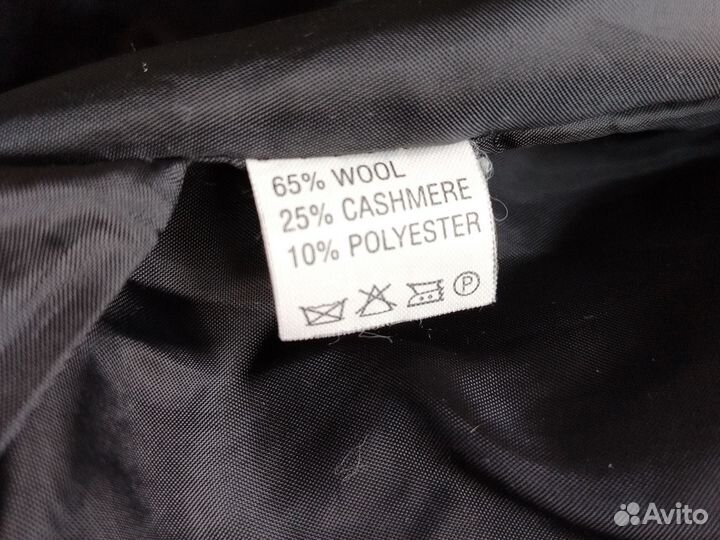 65% WOOL
25% CASHMERE
10% POLYESTER
P
Avito